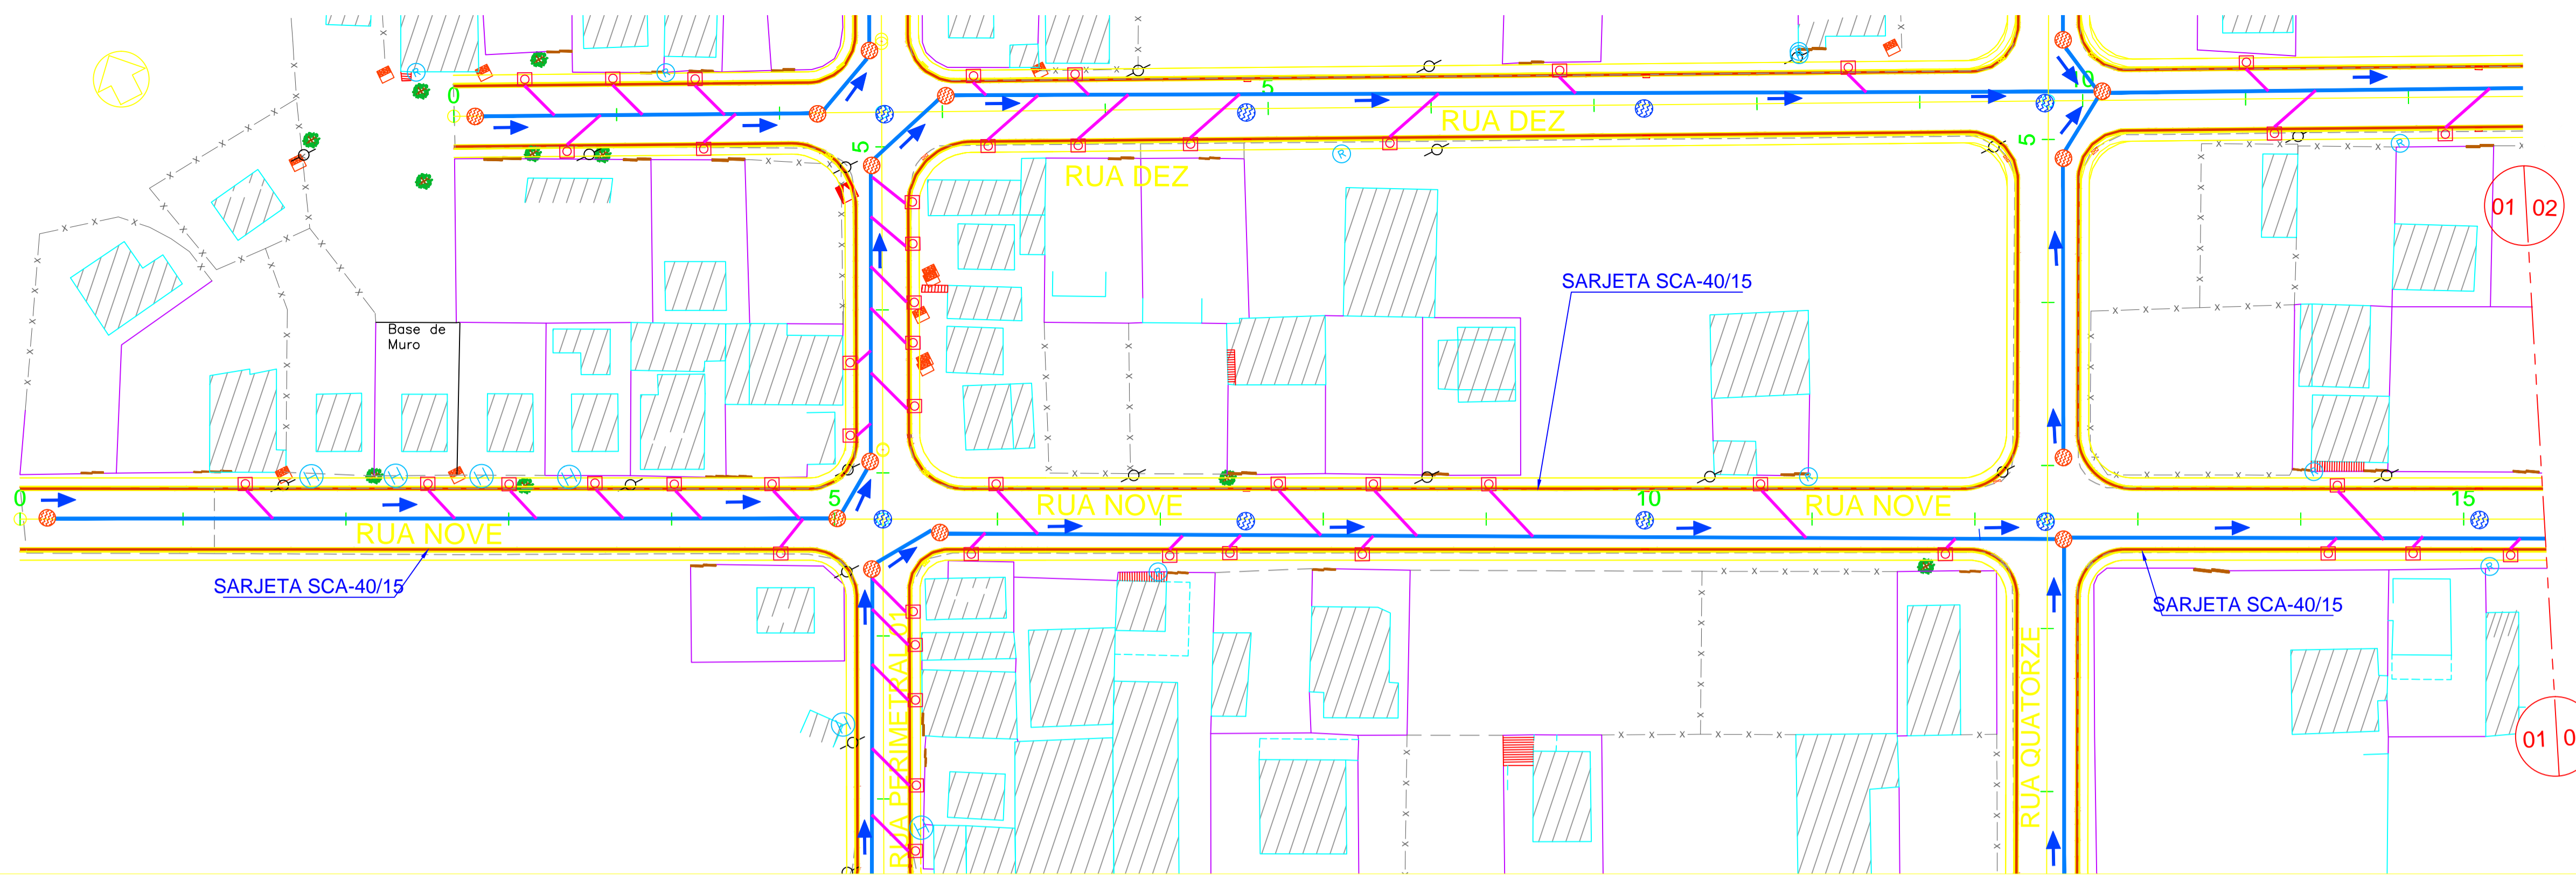 0
5
10
RUA DEZ
5
5
RUA DEZ
01 02
SARJETA SCA-40/15
Base de
Muro
0
5
RUA NOVE
10
RUA NOVE
15
RUA NOVE
SARJETA SCA-40/15
SARJETA SCA-40/15
RUA PERIMETRAL 01
RUA QUATORZE
01 0
R
R
R
R
R
R
R
R
R
H
H
H
H
H
H